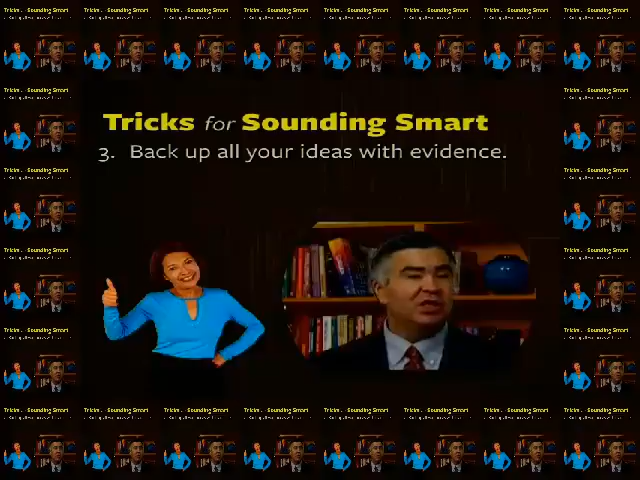 Tricks for Sounding Smart
3. Back up all your ideas with evidence.